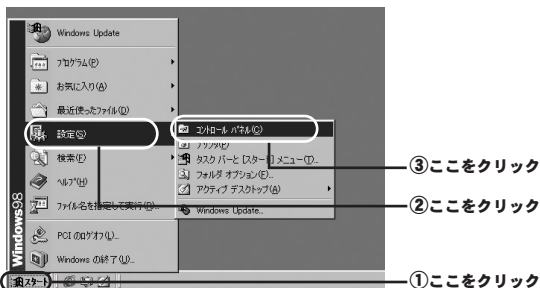 Windows Update
プログラム(P)
お気に入り(A)
最近使ったファイル(D)
設定(S)
検索(F)
ヘルプ(H)
ファイル名を指定して実行(R)...
PCI のログオフ(L)...
Windows の終了(U)...
Windows98
スタート
コントロール パネル(C)
プリンタ(P)
タスク バーと [スタート] メニュー(T)...
フォルダ オプション(F)...
アクティブ デスクトップ(A)
Windows Update...
③ここをクリック
②ここをクリック
①ここをクリック